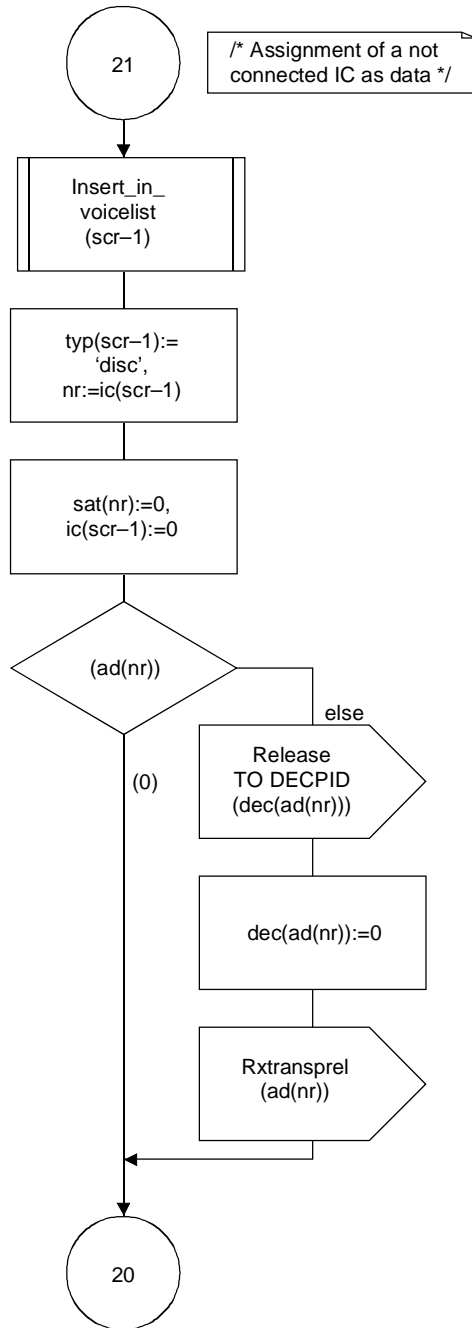 21
/* Assignment of a not
connected IC as data */
Insert_in_
voicelist
(scr–1)
typ(scr–1):=
‘disc’,
nr:=ic(scr–1)
sat(nr):=0,
ic(scr–1):=0
(ad(nr))
else
(0)
Release
TO DECPID
(dec(ad(nr)))
dec(ad(nr)):=0
Rxtransprel
(ad(nr))
20